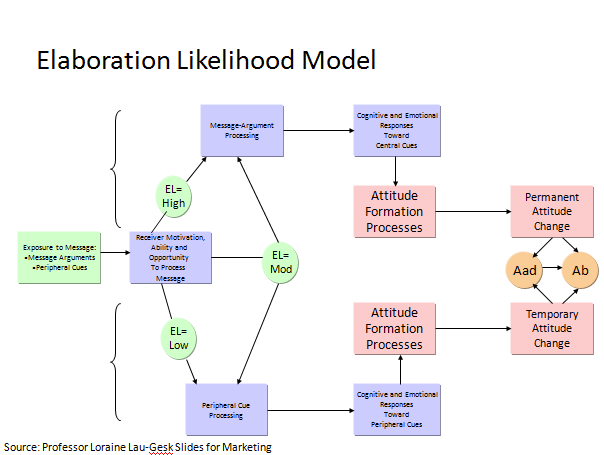 Elaboration Likelihood Model
Message-Argument
Processing
Cognitive and Emotional
Responses
Toward
Central Cues
EL=
High
Attitude
Formation
Processes
Permanent
Attitude
Change
Exposure to Message:
•Message Arguments
•Peripheral Cues
Receiver Motivation,
Ability and
Opportunity
To Process
Message
EL=
Mod
Aad
Ab
EL=
Low
Attitude
Formation
Processes
Temporary
Attitude
Change
Peripheral Cue
Processing
Cognitive and Emotional
Responses
Toward
Peripheral Cues
Source: Professor Loraine Lau-Gesk Slides for Marketing